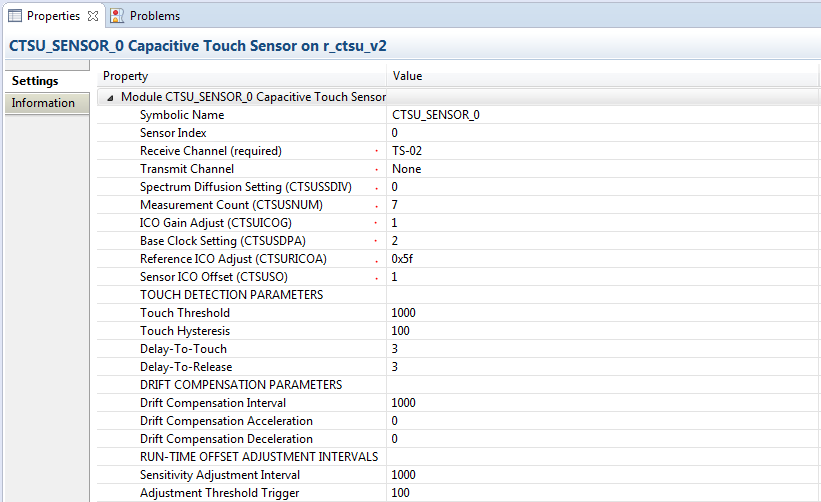 Properties Problems
CTSU_SENSOR_0 Capacitive Touch Sensor on r_ctsu_v2
Settings
Information
Property Value
Module CTSU_SENSOR_0 Capacitive Touch Sensor
Symbolic Name CTSU_SENSOR_0
Sensor Index 0
Receive Channel (required) TS-02
Transmit Channel None
Spectrum Diffusion Setting (CTSUSSDIV) 0
Measurement Count (CTSUSNUM) 7
ICO Gain Adjust (CTSUICOG) 1
Base Clock Setting (CTSUSDPA) 2
Reference ICO Adjust (CTSURICOA) 0x5f
Sensor ICO Offset (CTSUSO) 1
TOUCH DETECTION PARAMETERS
Touch Threshold 1000
Touch Hysteresis 100
Delay-To-Touch 3
Delay-To-Release 3
DRIFT COMPENSATION PARAMETERS
Drift Compensation Interval 1000
Drift Compensation Acceleration 0
Drift Compensation Deceleration 0
RUN-TIME OFFSET ADJUSTMENT INTERVALS
Sensitivity Adjustment Interval 1000
Adjustment Threshold Trigger 100